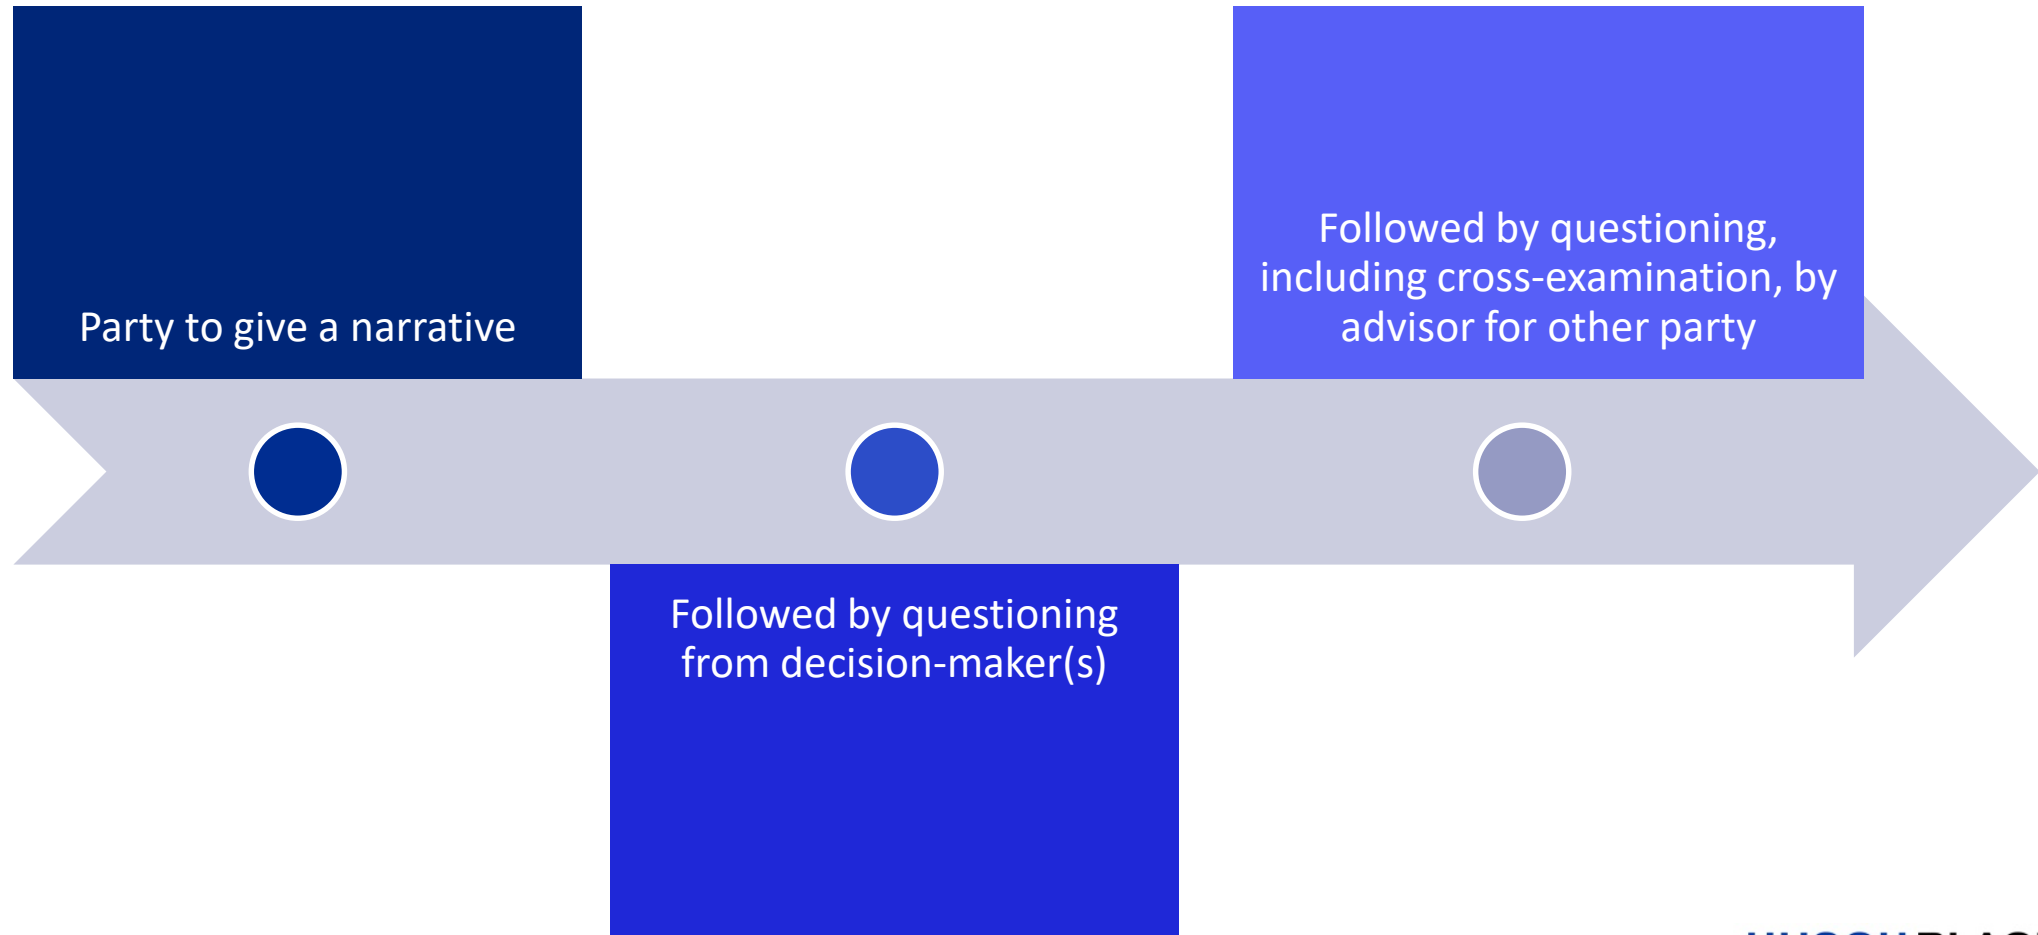 Party to give a narrative
Followed by questioning
from decision-maker(s)
Followed by questioning,
including cross-examination, by
advisor for other party